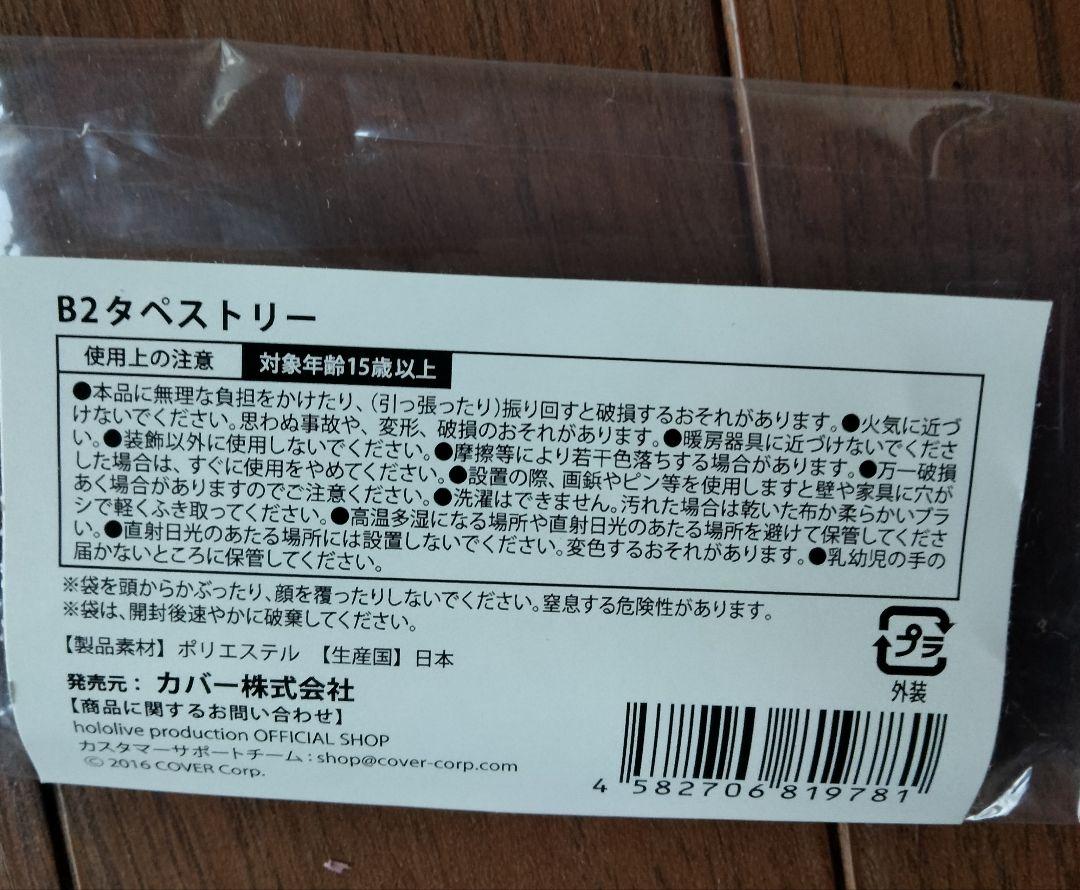 B2タペストリー
使用上の注意 対象年齢15歳以上
●本品に無理な負担をかけたり、(引っ張ったり)振り回すと破損するおそれがあります。●火気に近づ
けないでください。思わぬ事故や、変形、破損のおそれがあります。●暖房器具に近づけないでくださ
い。●装飾以外に使用しないでください。●摩擦等により若干色落ちする場合があります。●万一破損
した場合は、すぐに使用をやめてください。●設置の際、画鋲やピン等を使用しますと壁や家具に穴が
あく場合がありますのでご注意ください。●洗濯はできません。汚れた場合は乾いた布か柔らかいブラ
シで軽くふき取ってください。●高温多湿になる場所や直射日光のあたる場所を避けて保管してくださ
い。●直射日光のあたる場所には設置しないでください。変色するおそれがあります。●乳幼児の手の
届かないところに保管してください。
※袋を頭からかぶったり、顔を覆ったりしないでください。窒息する危険性があります。
※袋は、開封後速やかに破棄してください。
【製品素材】ポリエステル 【生産国】日本
発売元：カバー株式会社
【商品に関するお問い合わせ】
hololive production OFFICIAL SHOP
カスタマーサポートチーム：shop@cover-corp.com
© 2016 COVER Corp.
プラ
外装
4 582706 819781